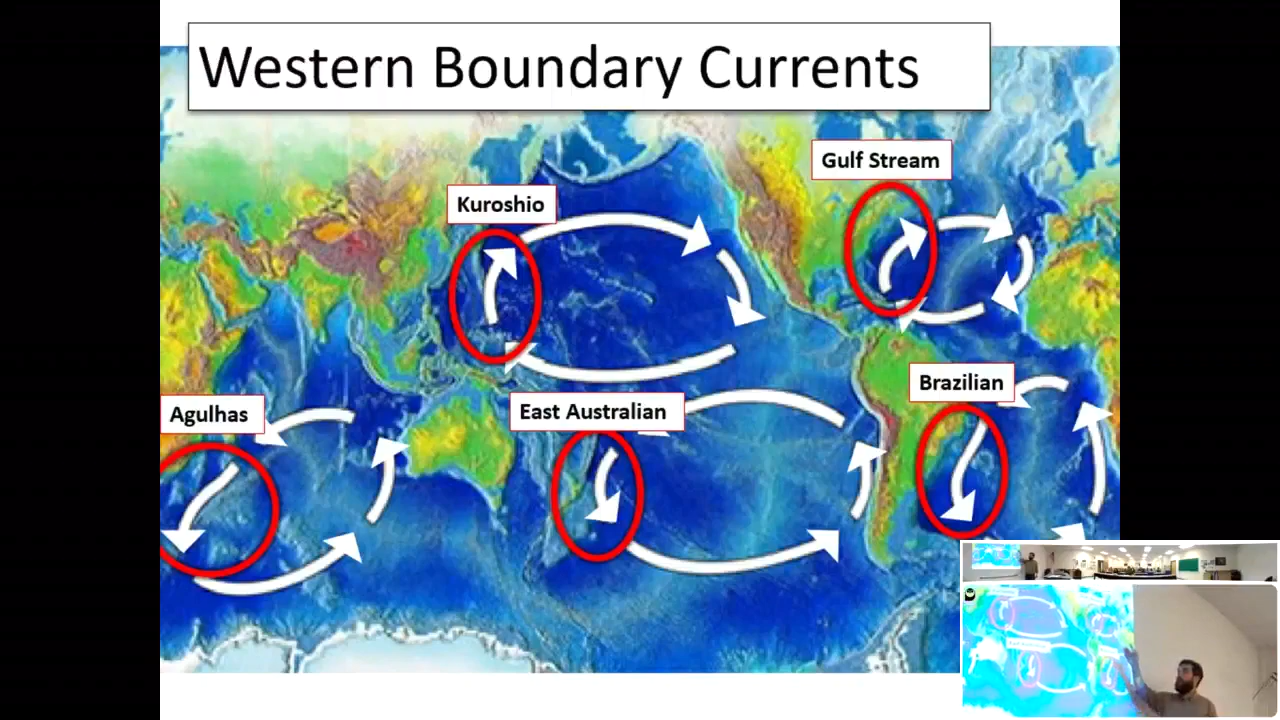 Western Boundary Currents
Gulf Stream
Kuroshio
Brazilian
East Australian
Agulhas